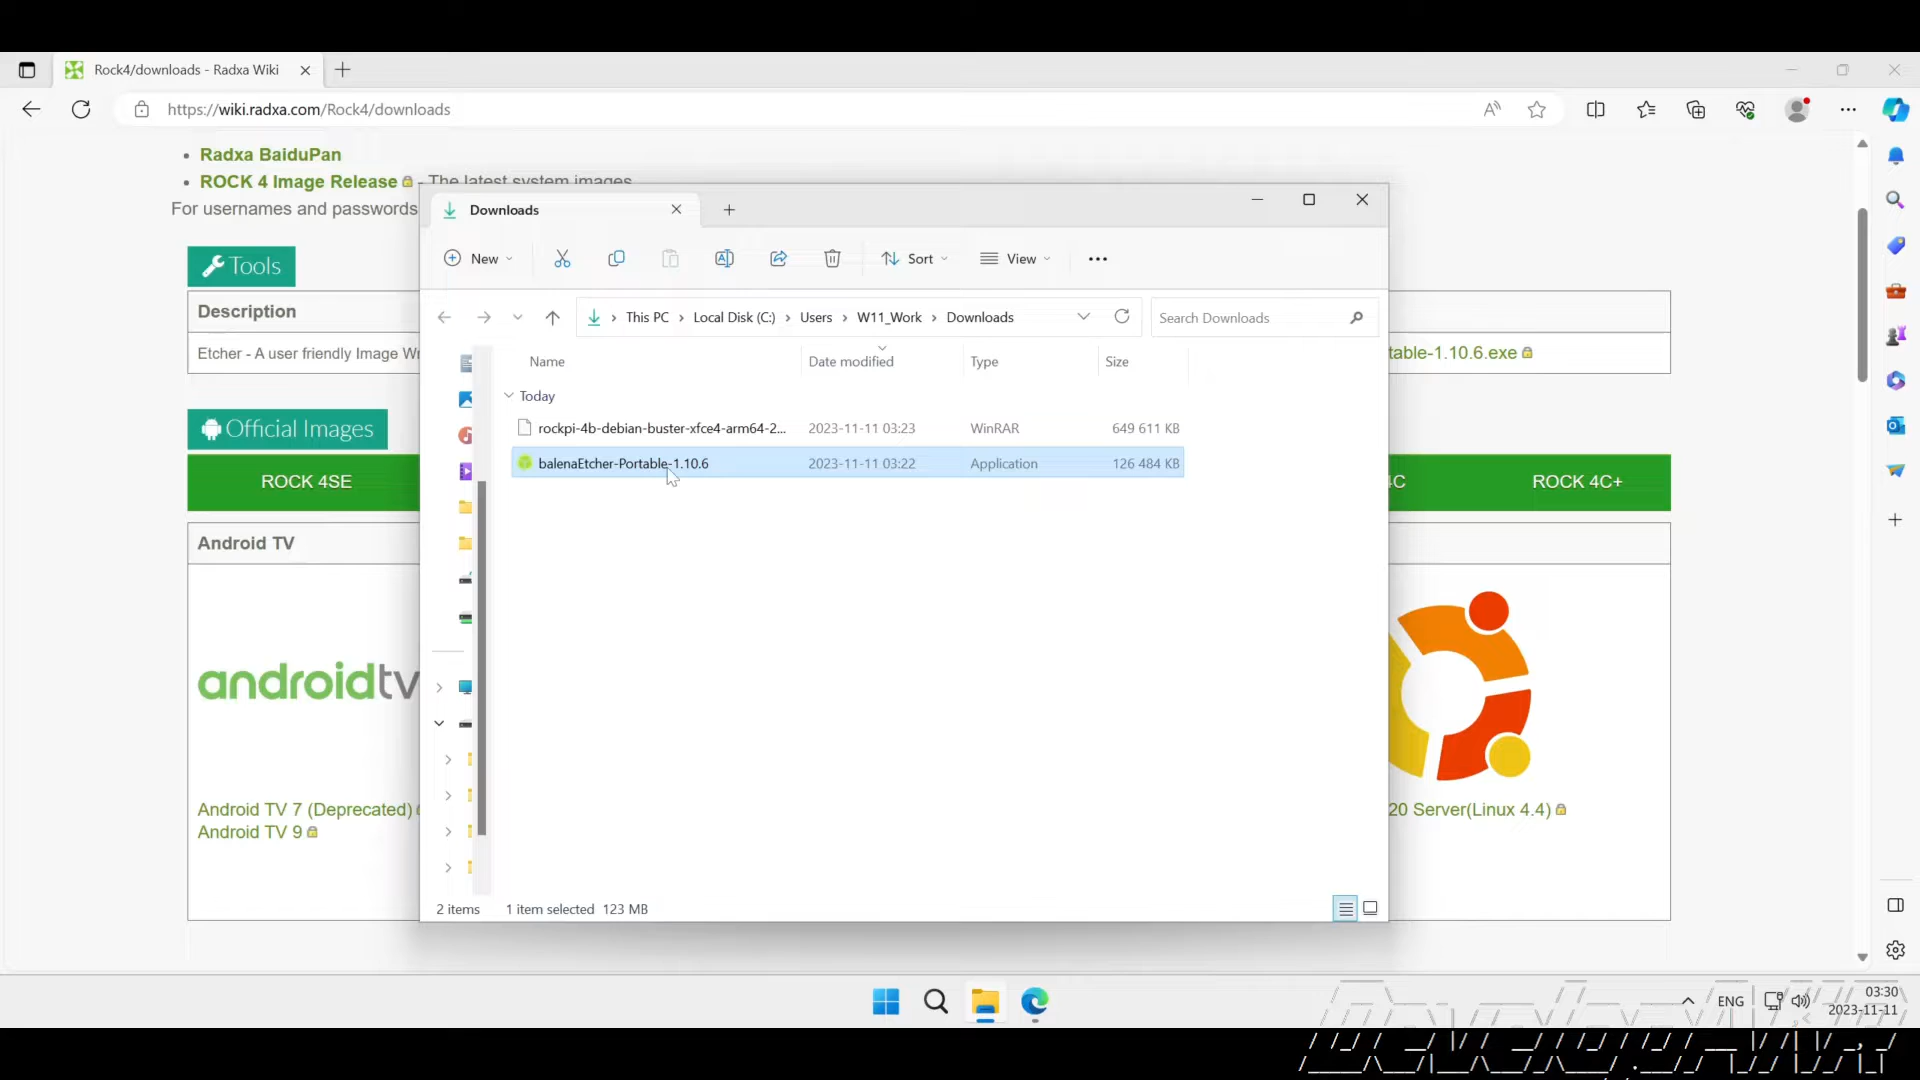 Rock4/downloads - Radxa Wiki
https://wiki.radxa.com/Rock4/downloads
Radxa BaiduPan
ROCK 4 Image Release - The latest system images
For usernames and passwords
Tools
Description
Etcher - A user friendly Image
table-1.10.6.exe
Official Images
ROCK 4SE
4C
ROCK 4C+
Android TV
androidtv
Android TV 7 (Deprecated)
Android TV 9
20 Server(Linux 4.4)
Downloads
New
Sort
View
This PC > Local Disk (C:) > Users > W11_Work > Downloads
Search Downloads
Name Date modified Type Size
Today
rockpi-4b-debian-buster-xfce4-arm64-2... 2023-11-11 03:23 WinRAR 649 611 KB
balenaEtcher-Portable-1.10.6 2023-11-11 03:22 Application 126 484 KB
2 items 1 item selected 123 MB
ENG
03:30
2023-11-11